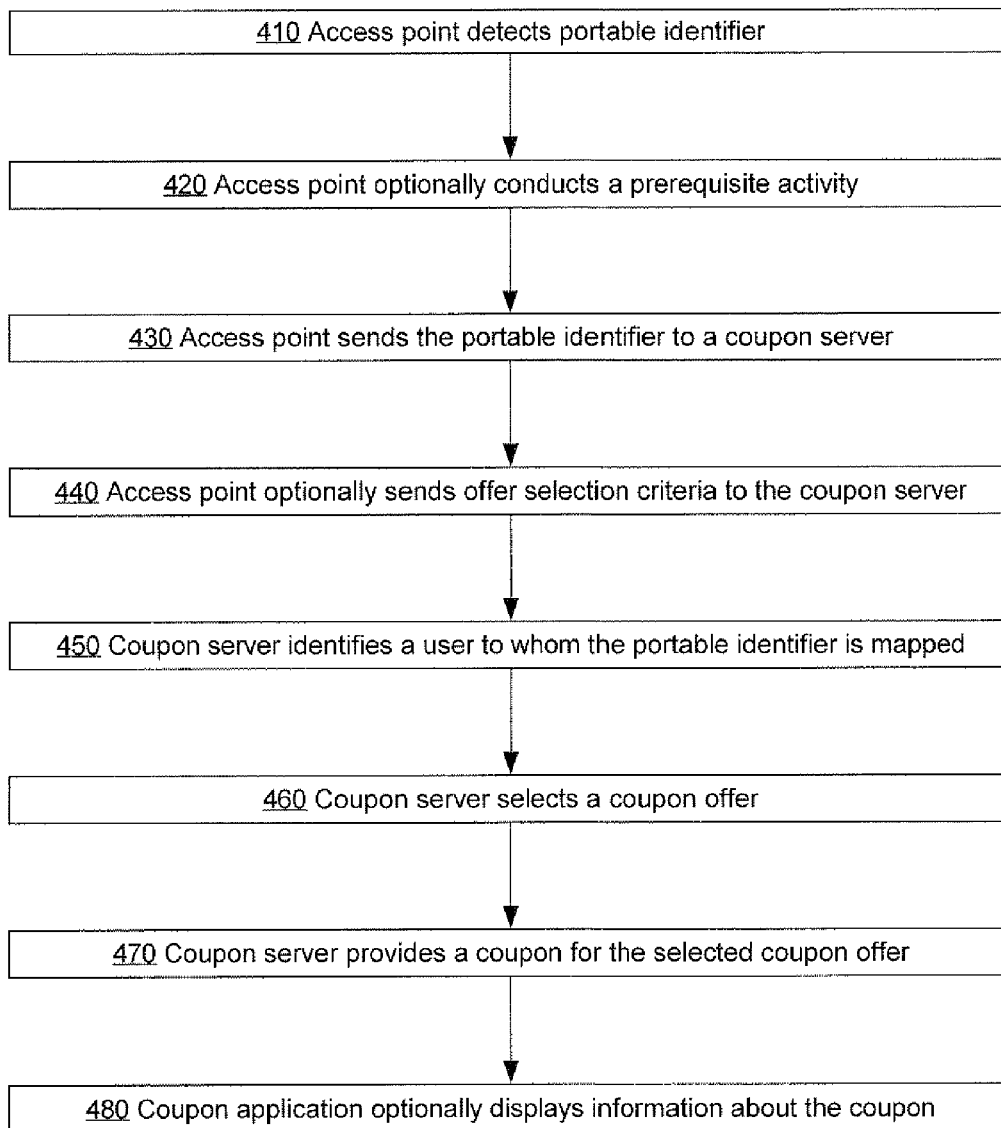 410 Access point detects portable identifier
420 Access point optionally conducts a prerequisite activity
430 Access point sends the portable identifier to a coupon server
440 Access point optionally sends offer selection criteria to the coupon server
450 Coupon server identifies a user to whom the portable identifier is mapped
460 Coupon server selects a coupon offer
470 Coupon server provides a coupon for the selected coupon offer
480 Coupon application optionally displays information about the coupon